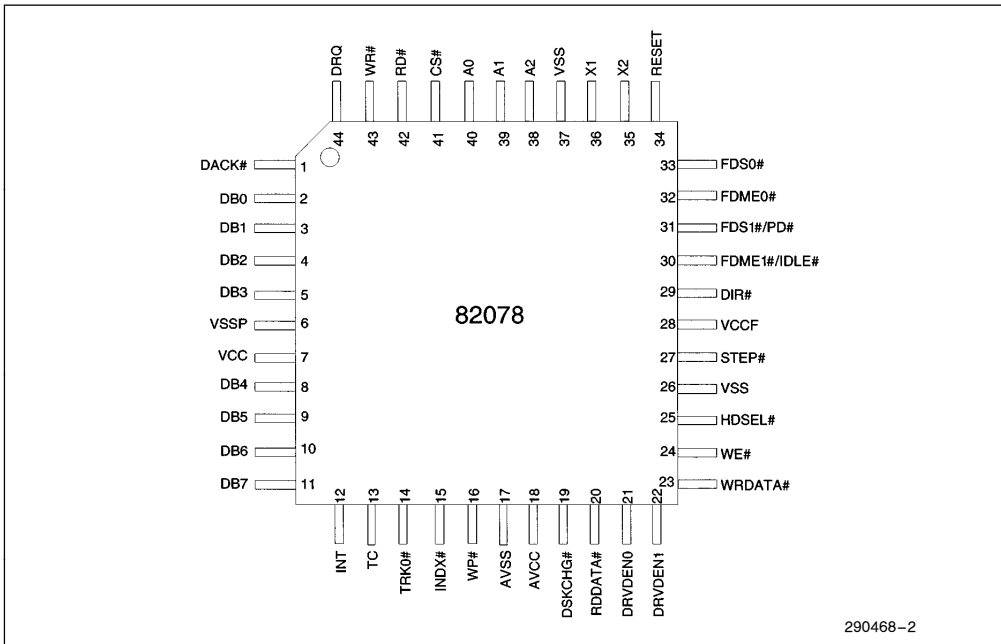 DRQ
WR#
RD#
CS#
A0
A1
A2
VSS
X1
X2
RESET
44
43
42
41
40
39
38
37
36
35
34
DACK# 1
DB0 2
DB1 3
DB2 4
DB3 5
VSSP 6
VCC 7
DB4 8
DB5 9
DB6 10
DB7 11
82078
33 FDS0#
32 FDME0#
31 FDS1#/PD#
30 FDME1#/IDLE#
29 DIR#
28 VCCF
27 STEP#
26 VSS
25 HDSEL#
24 WE#
23 WRDATA#
12
13
14
15
16
17
18
19
20
21
22
INT
TC
TRK0#
INDX#
WP#
AVSS
AVCC
DSKCHG#
RDDATA#
DRVDEN0
DRVDEN1
290468–2